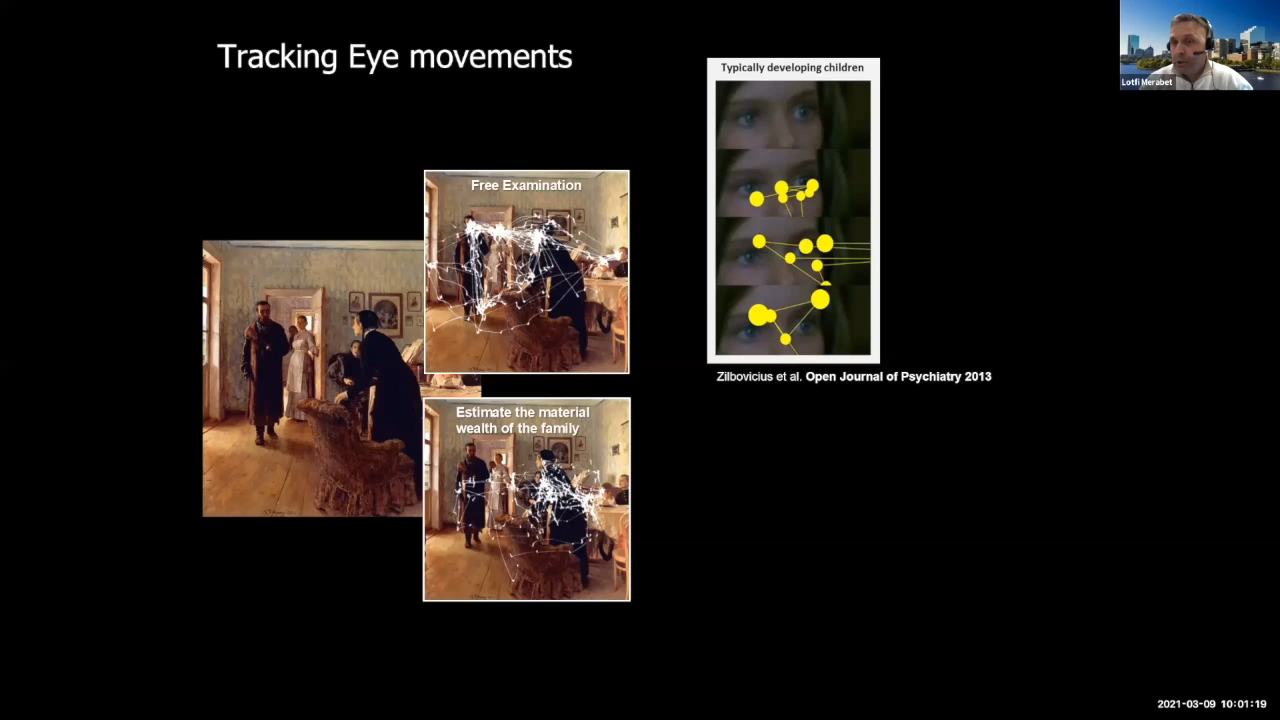 Tracking Eye movements
Typically developing children
Lotfi Merabet
Free Examination
Zilbovicius et al. Open Journal of Psychiatry 2013
Estimate the material
wealth of the family
2021-03-09 10:01:19